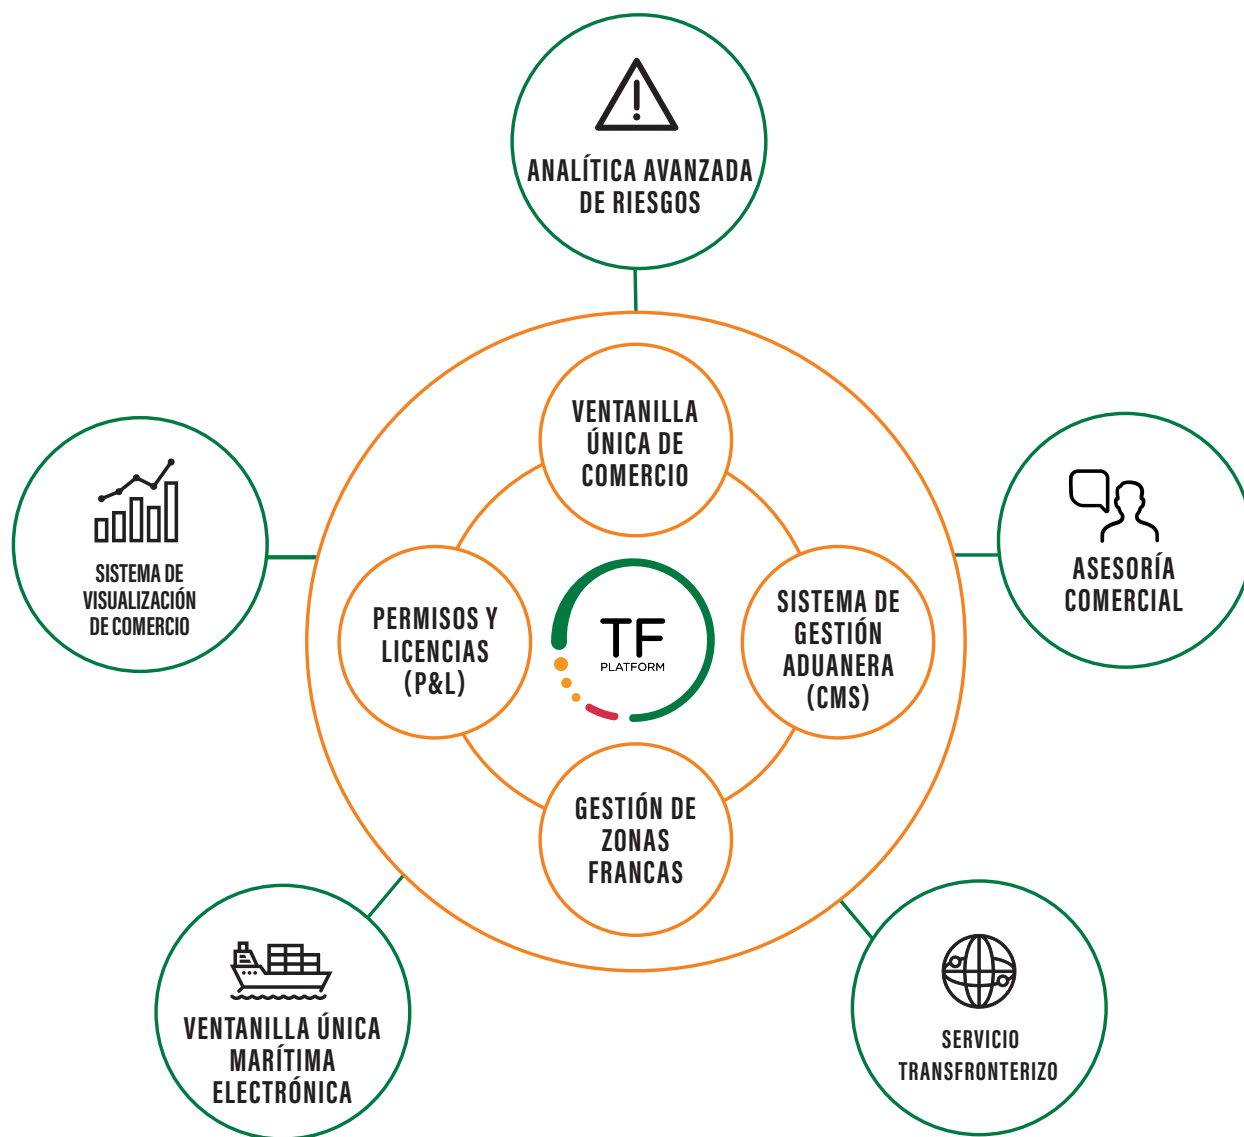 ANALÍTICA AVANZADA
DE RIESGOS
VENTANILLA
ÚNICA DE
COMERCIO
SISTEMA DE
VISUALIZACIÓN
DE COMERCIO
ASESORÍA
COMERCIAL
PERMISOS Y
LICENCIAS
(P&L)
TF
PLATFORM
SISTEMA DE
GESTIÓN
ADUANERA
(CMS)
GESTIÓN DE
ZONAS
FRANCAS
VENTANILLA ÚNICA
MARÍTIMA
ELECTRÓNICA
SERVICIO
TRANSFRONTERIZO